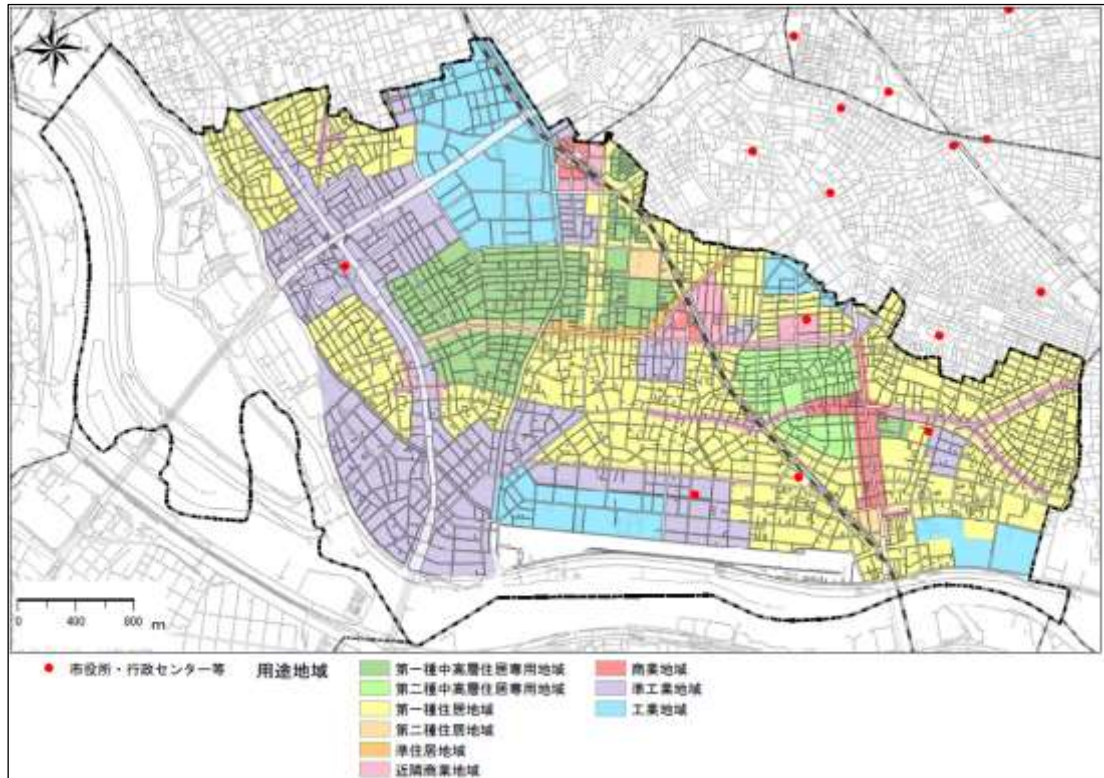 0 400 800 m
市役所・行政センター等
用途地域
第一種中高層住居専用地域
第二種中高層住居専用地域
第一種住居地域
第二種住居地域
準住居地域
近隣商業地域
商業地域
準工業地域
工業地域